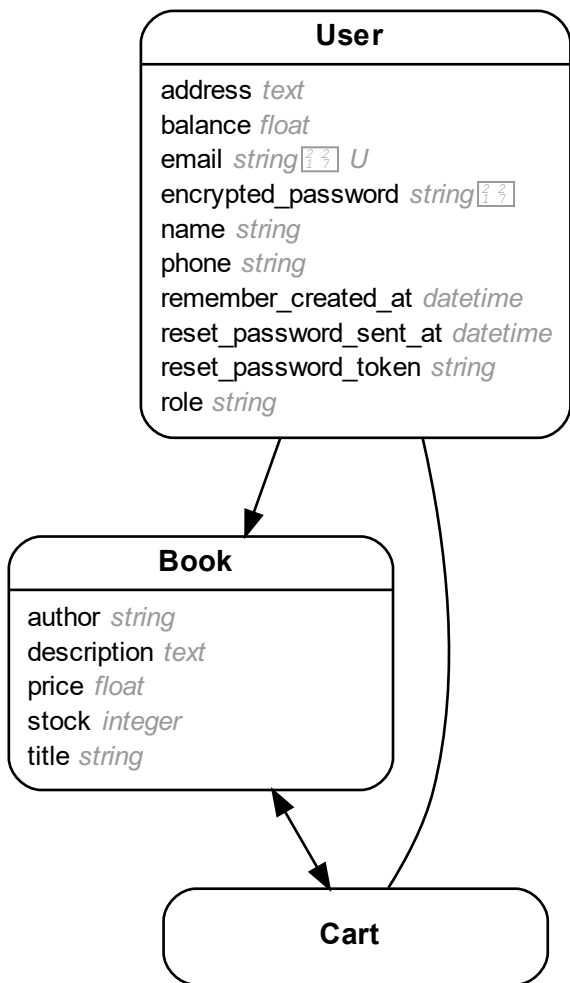 User
address text
balance float
email string U
encrypted_password string
name string
phone string
remember_created_at datetime
reset_password_sent_at datetime
reset_password_token string
role string
Book
author string
description text
price float
stock integer
title string
Cart